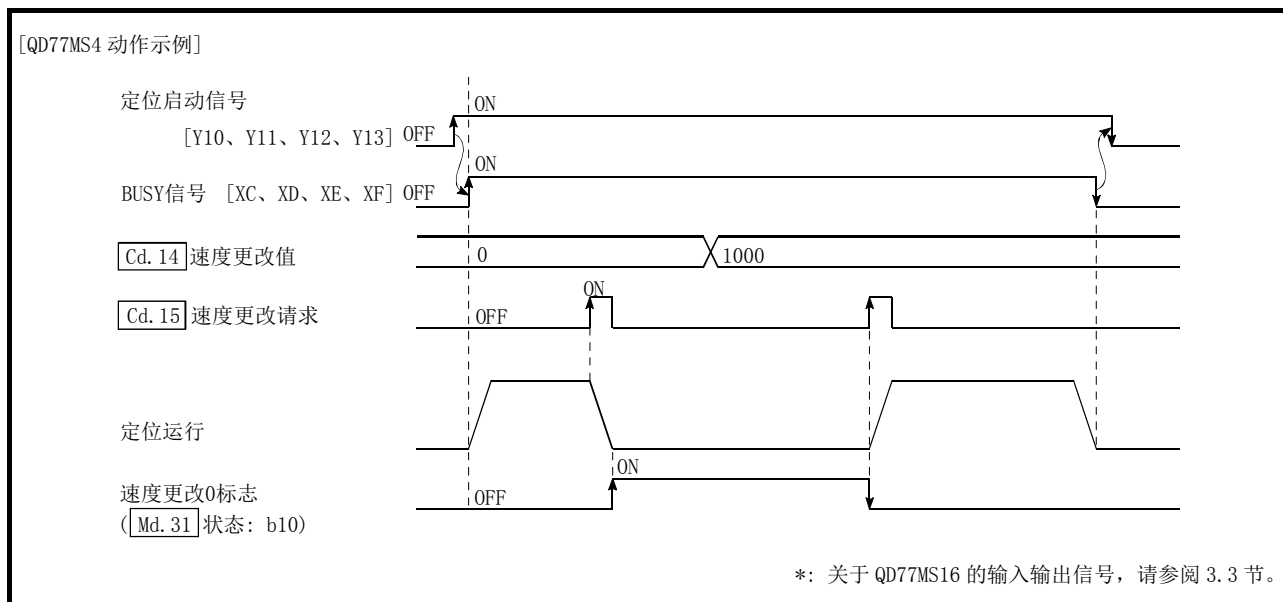 [QD77MS4 动作示例]
定位启动信号
ON
[Y10、Y11、Y12、Y13] OFF
ON
BUSY信号 [XC、XD、XE、XF] OFF
Cd.14 速度更改值 0 1000
ON
Cd.15 速度更改请求 OFF
定位运行
ON
速度更改0标志 OFF
(Md.31 状态: b10)
*: 关于 QD77MS16 的输入输出信号，请参阅 3.3 节。